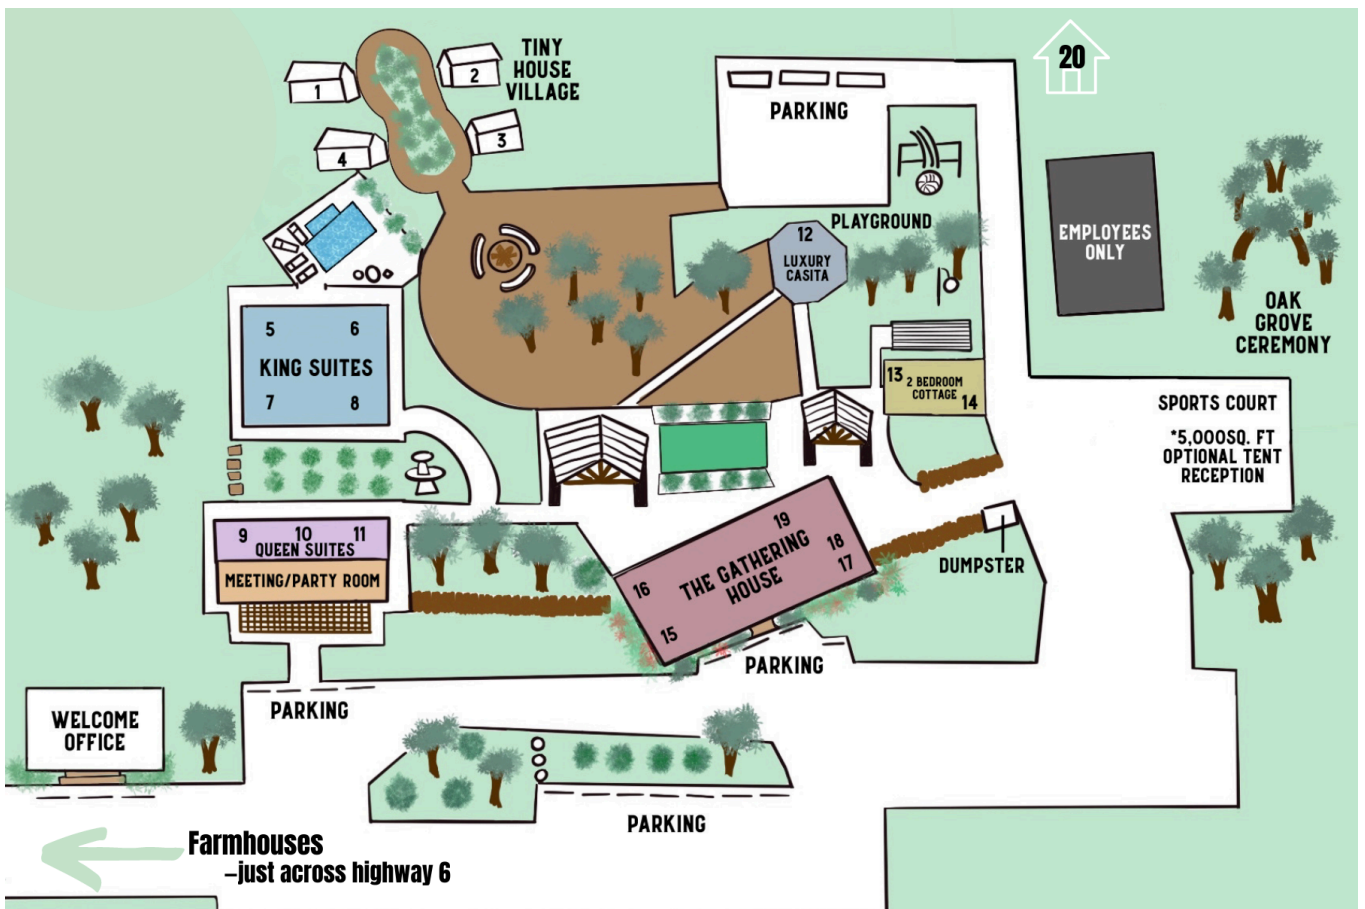 TINY
HOUSE
VILLAGE
1
2
3
4
20
PARKING
PLAYGROUND
12
LUXURY
CASITA
EMPLOYEES
ONLY
OAK
GROVE
CEREMONY
5
6
KING SUITES
7
8
13
2 BEDROOM
COTTAGE
14
SPORTS COURT
*5,000SQ. FT
OPTIONAL TENT
RECEPTION
9
10
11
QUEEN SUITES
MEETING/PARTY ROOM
19
18
17
16
15
THE GATHERING
HOUSE
DUMPSTER
PARKING
PARKING
WELCOME
OFFICE
PARKING
Farmhouses
–just across highway 6